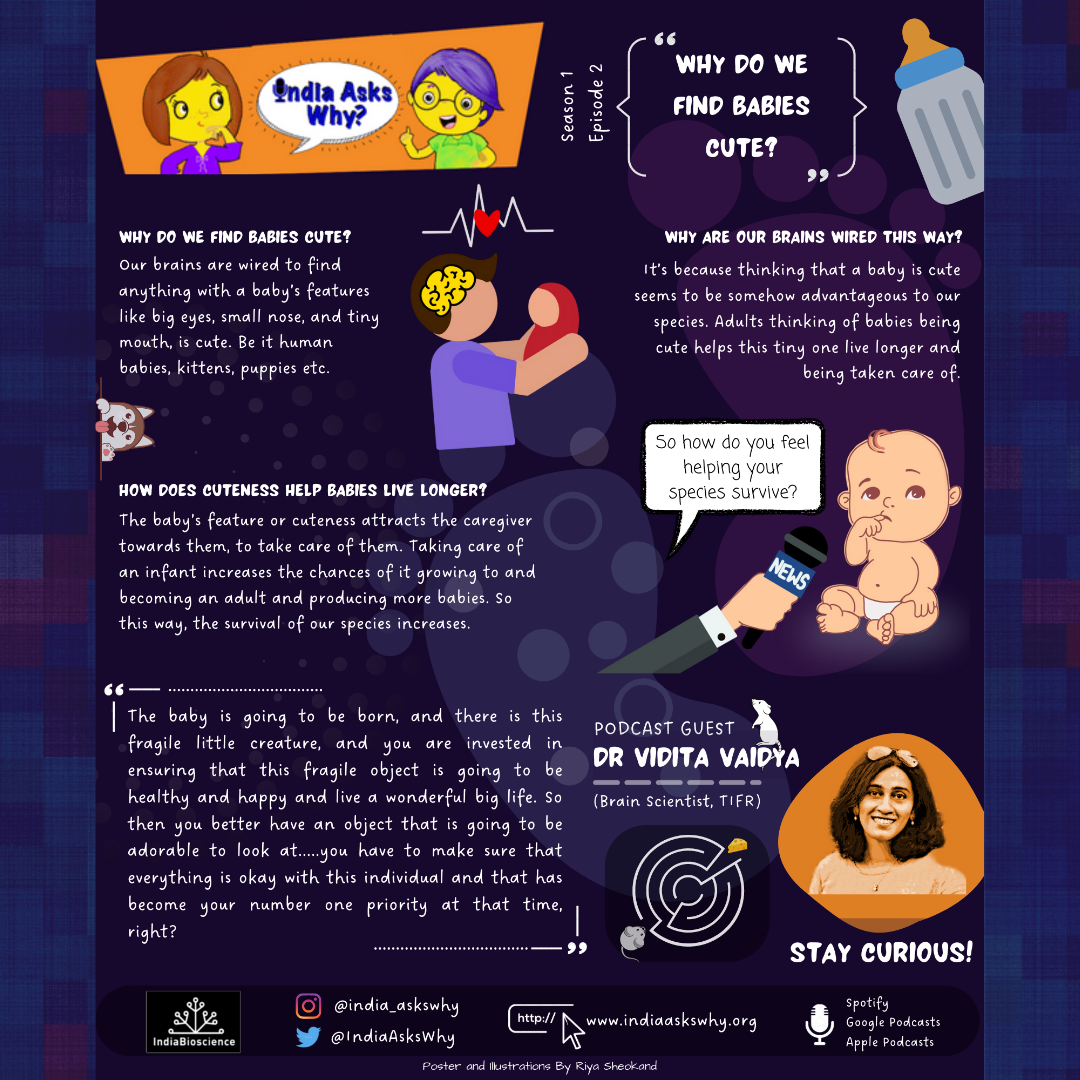 India Asks
Why?
Season 1
Episode 2
“
WHY DO WE
FIND BABIES
CUTE?
”
WHY DO WE FIND BABIES CUTE?
Our brains are wired to find
anything with a baby's features
like big eyes, small nose, and tiny
mouth, is cute. Be it human
babies, kittens, puppies etc.
WHY ARE OUR BRAINS WIRED THIS WAY?
It's because thinking that a baby is cute
seems to be somehow advantageous to our
species. Adults thinking of babies being
cute helps this tiny one live longer and
being taken care of.
So how do you feel
helping your
species survive?
NEWS
HOW DOES CUTENESS HELP BABIES LIVE LONGER?
The baby's feature or cuteness attracts the caregiver
towards them, to take care of them. Taking care of
an infant increases the chances of it growing to and
becoming an adult and producing more babies. So
this way, the survival of our species increases.
“
The baby is going to be born, and there is this
fragile little creature, and you are invested in
ensuring that this fragile object is going to be
healthy and happy and live a wonderful big life. So
then you better have an object that is going to be
adorable to look at.....you have to make sure that
everything is okay with this individual and that has
become your number one priority at that time,
right?
”
PODCAST GUEST
DR VIDITA VAIDYA
(Brain Scientist, TIFR)
STAY CURIOUS!
IndiaBioscience
@india_askswhy
@IndiaAsksWhy
http://
www.indiaaskswhy.org
Spotify
Google Podcasts
Apple Podcasts
Poster and Illustrations By Riya Sheokand